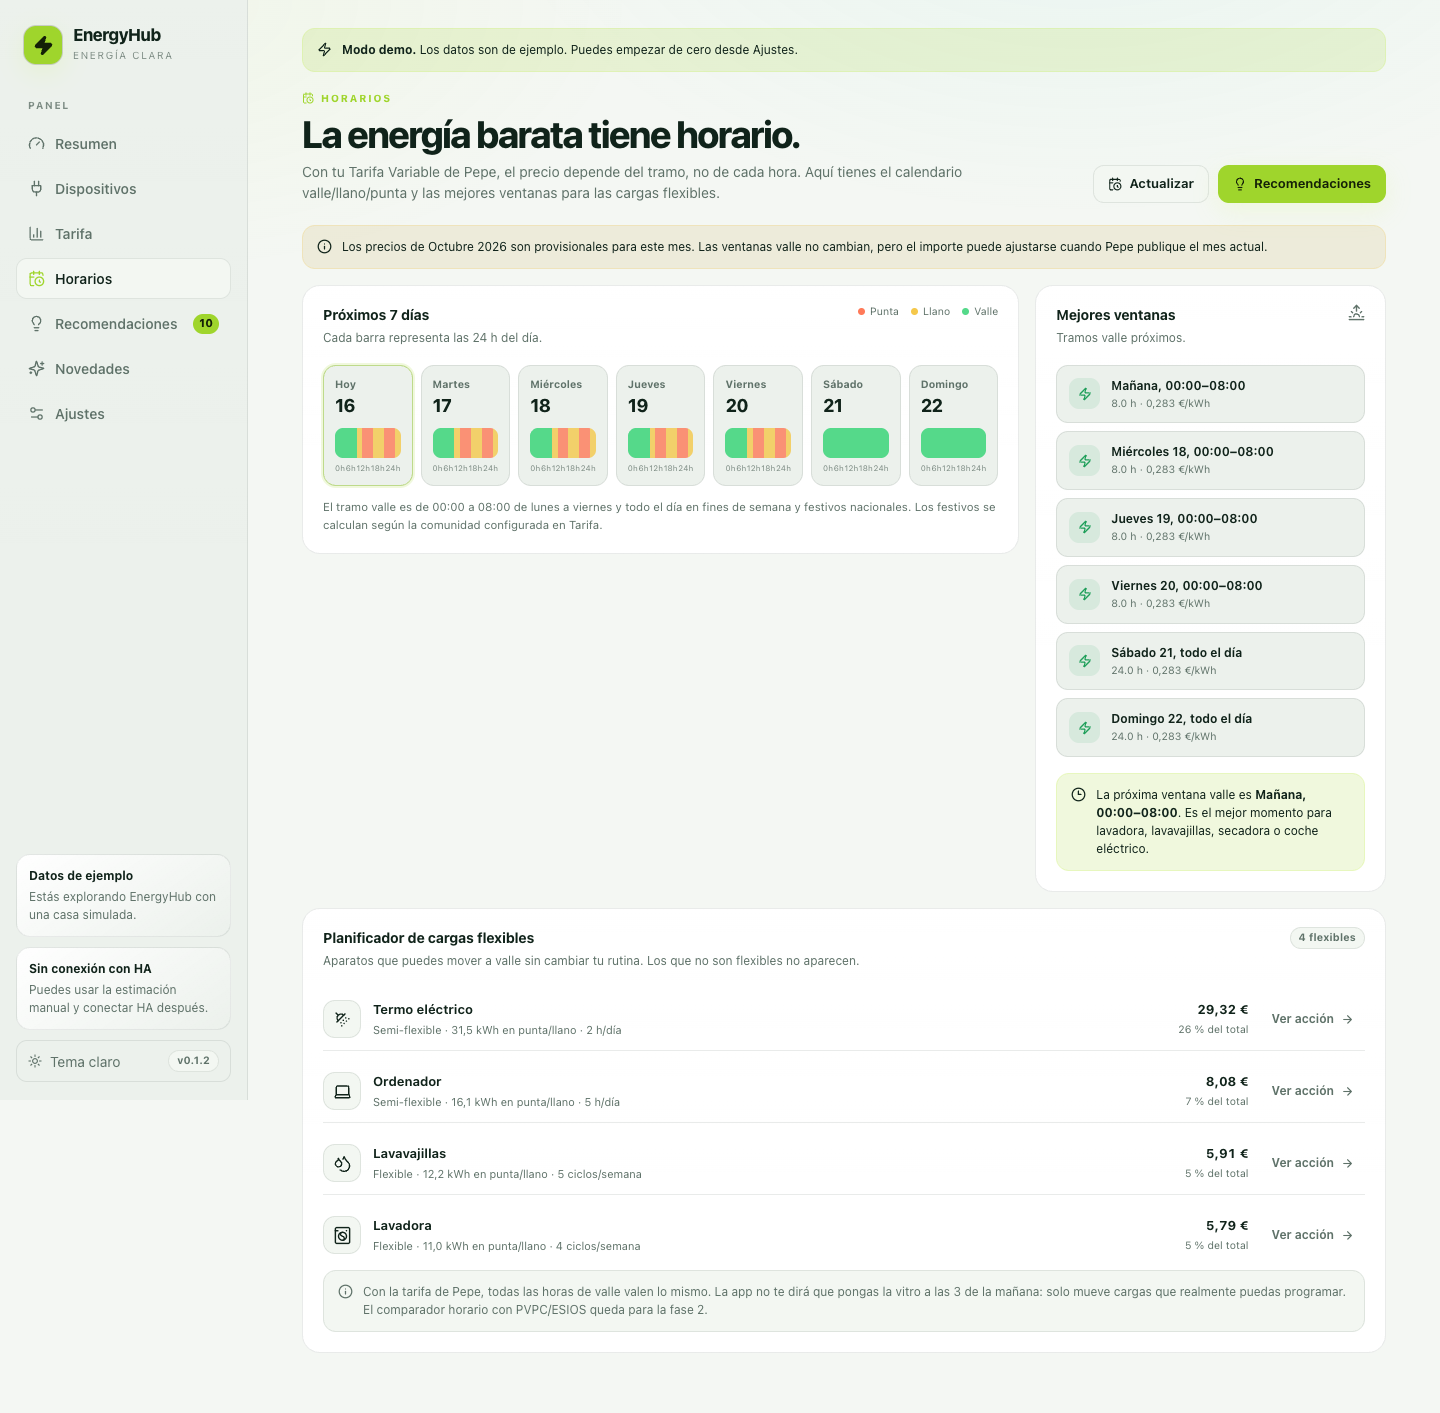 EnergyHub
ENERGÍA CLARA
PANEL
Resumen
Dispositivos
Tarifa
Horarios
Recomendaciones 10
Novedades
Ajustes
Datos de ejemplo
Estás explorando EnergyHub con
una casa simulada.
Sin conexión con HA
Puedes usar la estimación
manual y conectar HA después.
Tema claro v0.1.2
Modo demo. Los datos son de ejemplo. Puedes empezar de cero desde Ajustes.
HORARIOS
La energía barata tiene horario.
Con tu Tarifa Variable de Pepe, el precio depende del tramo, no de cada hora. Aquí tienes el calendario
valle/llano/punta y las mejores ventanas para las cargas flexibles.
Actualizar
Recomendaciones
Los precios de Octubre 2026 son provisionales para este mes. Las ventanas valle no cambian, pero el importe puede ajustarse cuando Pepe publique el mes actual.
Próximos 7 días
Punta Llano Valle
Cada barra representa las 24 h del día.
Hoy
16
0h6h12h18h24h
Martes
17
0h6h12h18h24h
Miércoles
18
0h6h12h18h24h
Jueves
19
0h6h12h18h24h
Viernes
20
0h6h12h18h24h
Sábado
21
0h6h12h18h24h
Domingo
22
0h6h12h18h24h
El tramo valle es de 00:00 a 08:00 de lunes a viernes y todo el día en fines de semana y festivos nacionales. Los festivos se
calculan según la comunidad configurada en Tarifa.
Mejores ventanas
Tramos valle próximos.
Mañana, 00:00–08:00
8.0 h · 0,283 €/kWh
Miércoles 18, 00:00–08:00
8.0 h · 0,283 €/kWh
Jueves 19, 00:00–08:00
8.0 h · 0,283 €/kWh
Viernes 20, 00:00–08:00
8.0 h · 0,283 €/kWh
Sábado 21, todo el día
24.0 h · 0,283 €/kWh
Domingo 22, todo el día
24.0 h · 0,283 €/kWh
La próxima ventana valle es Mañana,
00:00–08:00. Es el mejor momento para
lavadora, lavavajillas, secadora o coche
eléctrico.
Planificador de cargas flexibles
4 flexibles
Aparatos que puedes mover a valle sin cambiar tu rutina. Los que no son flexibles no aparecen.
Termo eléctrico
Semi-flexible · 31,5 kWh en punta/llano · 2 h/día
29,32 €
26 % del total
Ver acción
Ordenador
Semi-flexible · 16,1 kWh en punta/llano · 5 h/día
8,08 €
7 % del total
Ver acción
Lavavajillas
Flexible · 12,2 kWh en punta/llano · 5 ciclos/semana
5,91 €
5 % del total
Ver acción
Lavadora
Flexible · 11,0 kWh en punta/llano · 4 ciclos/semana
5,79 €
5 % del total
Ver acción
Con la tarifa de Pepe, todas las horas de valle valen lo mismo. La app no te dirá que pongas la vitro a las 3 de la mañana: solo mueve cargas que realmente puedas programar.
El comparador horario con PVPC/ESIOS queda para la fase 2.